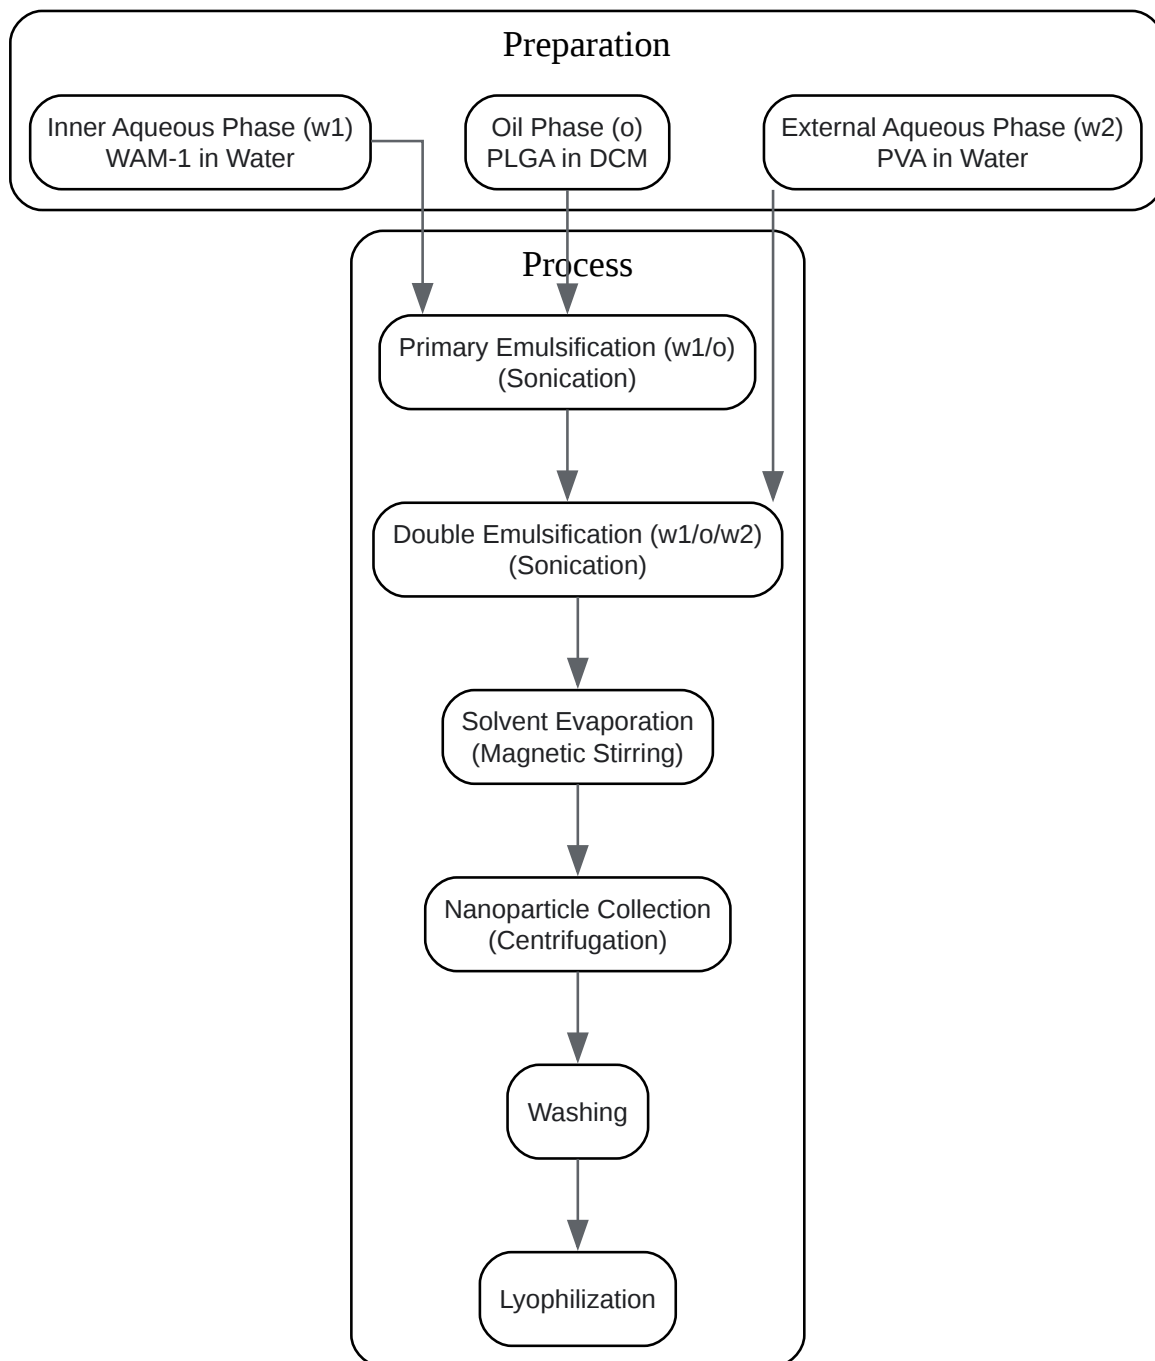 Preparation
Inner Aqueous Phase (w1)
WAM-1 in Water
Oil Phase (o)
PLGA in DCM
External Aqueous Phase (w2)
PVA in Water
Process
Primary Emulsification (w1/o)
(Sonication)
Double Emulsification (w1/o/w2)
(Sonication)
Solvent Evaporation
(Magnetic Stirring)
Nanoparticle Collection
(Centrifugation)
Washing
Lyophilization